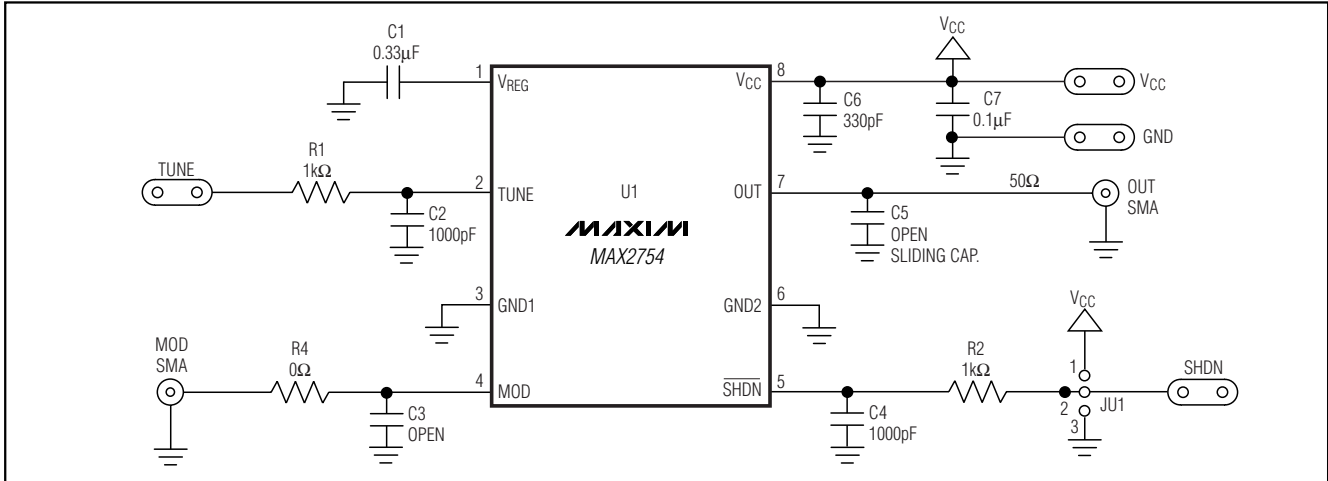 C1
0.33μF
1
VREG
TUNE
R1
1kΩ
2
TUNE
C2
1000pF
3
GND1
MOD
SMA
R4
0Ω
4
MOD
C3
OPEN
U1
MAXIM
MAX2754
VCC
8
VCC
C6
330pF
C7
0.1μF
VCC
GND
7
OUT
50Ω
OUT
SMA
C5
OPEN
SLIDING CAP.
6
GND2
VCC
5
SHDN
C4
1000pF
R2
1kΩ
1
2
3
JU1
SHDN